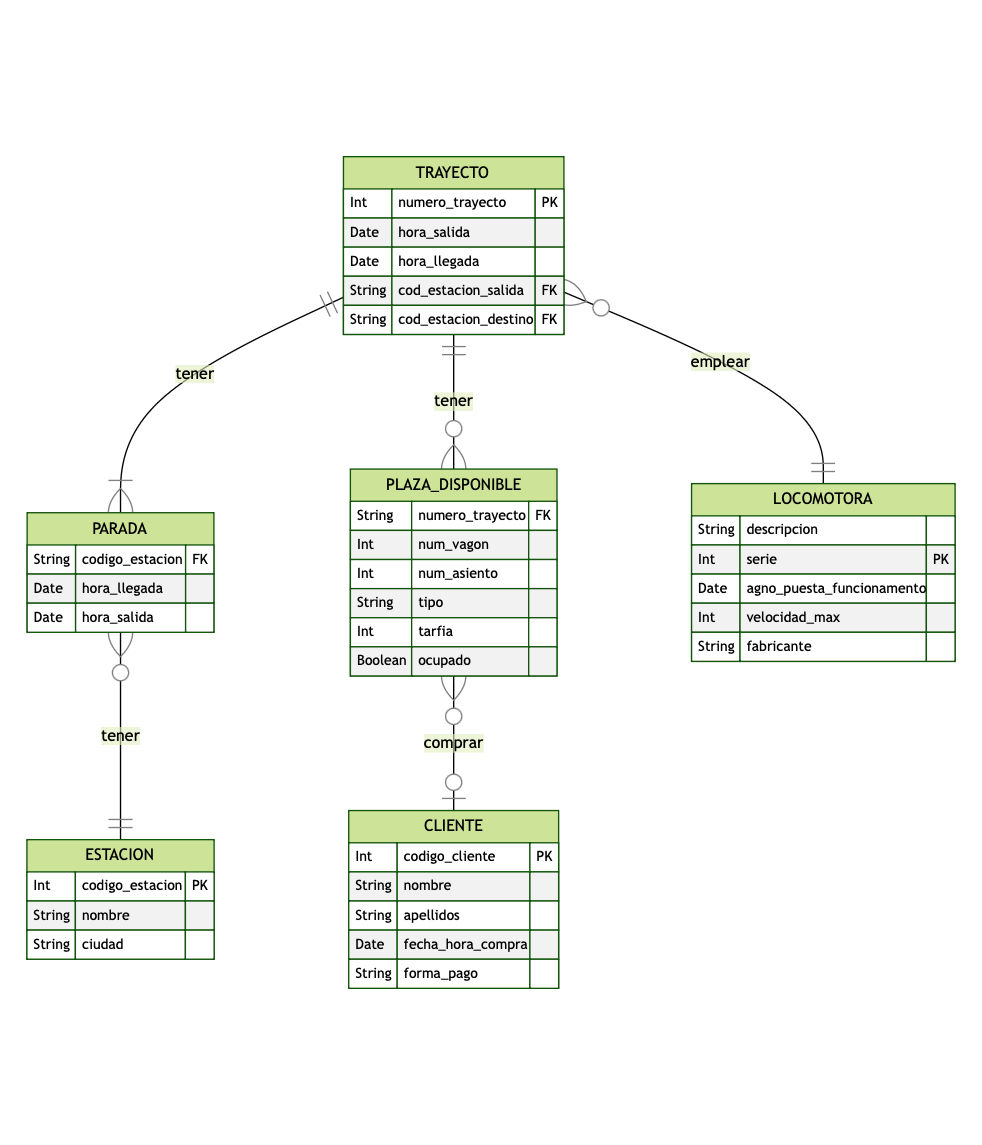 TRAYECTO
Int numero_trayecto PK
Date hora_salida
Date hora_llegada
String cod_estacion_salida FK
String cod_estacion_destino FK
tener
tener
emplear
PARADA
String codigo_estacion FK
Date hora_llegada
Date hora_salida
PLAZA_DISPONIBLE
String numero_trayecto FK
Int num_vagon
Int num_asiento
String tipo
Int tarfia
Boolean ocupado
LOCOMOTORA
String descripcion
Int serie PK
Date agno_puesta_funcionamento
Int velocidad_max
String fabricante
tener
comprar
ESTACION
Int codigo_estacion PK
String nombre
String ciudad
CLIENTE
Int codigo_cliente PK
String nombre
String apellidos
Date fecha_hora_compra
String forma_pago